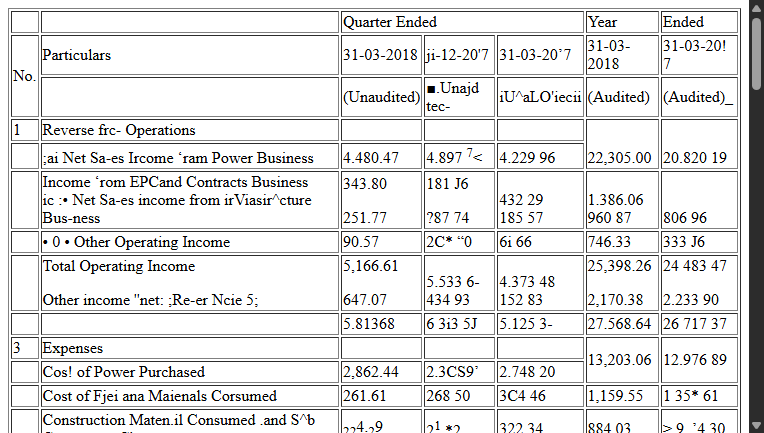 Quarter Ended Year Ended
No. Particulars 31-03-2018 ji-12-20'7 31-03-20’7 31-03-2018 31-03-20!7
(Unaudited) ■.Unajd tec- iU^aLO'iecii (Audited) (Audited)_
1 Reverse frc- Operations
;ai Net Sa-es Ircome ‘ram Power Business 4.480.47 4.897 7< 4.229 96 22,305.00 20.820 19
Income ‘rom EPCand Contracts Business 343.80 181 J6
ic :• Net Sa-es income from irViasir^cture 432 29 1.386.06
Bus-ness 251.77 ?87 74 185 57 960 87 806 96
• 0 • Other Operating Income 90.57 2C* “0 6i 66 746.33 333 J6
Total Operating Income 5,166.61 5.533 6- 4.373 48 25,398.26 24 483 47
Other income "net: ;Re-er Ncie 5; 647.07 434 93 152 83 2,170.38 2.233 90
5.81368 6 3i3 5J 5.125 3- 27.568.64 26 717 37
3 Expenses
Cos! of Power Purchased 2,862.44 2.3CS9’ 2.748 20 13,203.06 12.976 89
Cost of Fjei ana Maienals Corsumed 261.61 268 50 3C4 46 1,159.55 1 35* 61
Construction Maten.il Consumed .and S^b 224.29 21 *2 322 34 884 03